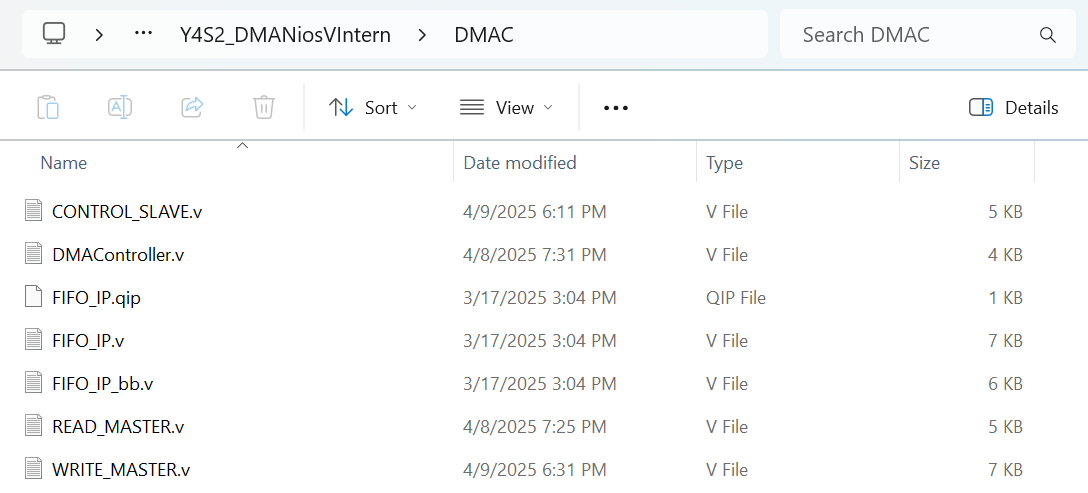 Y4S2_DMANiosVIntern > DMAC Search DMAC
Sort View Details
Name Date modified Type Size
CONTROL_SLAVE.v 4/9/2025 6:11 PM V File 5 KB
DMAController.v 4/8/2025 7:31 PM V File 4 KB
FIFO_IP.qip 3/17/2025 3:04 PM QIP File 1 KB
FIFO_IP.v 3/17/2025 3:04 PM V File 7 KB
FIFO_IP_bb.v 3/17/2025 3:04 PM V File 6 KB
READ_MASTER.v 4/8/2025 7:25 PM V File 5 KB
WRITE_MASTER.v 4/9/2025 6:31 PM V File 7 KB